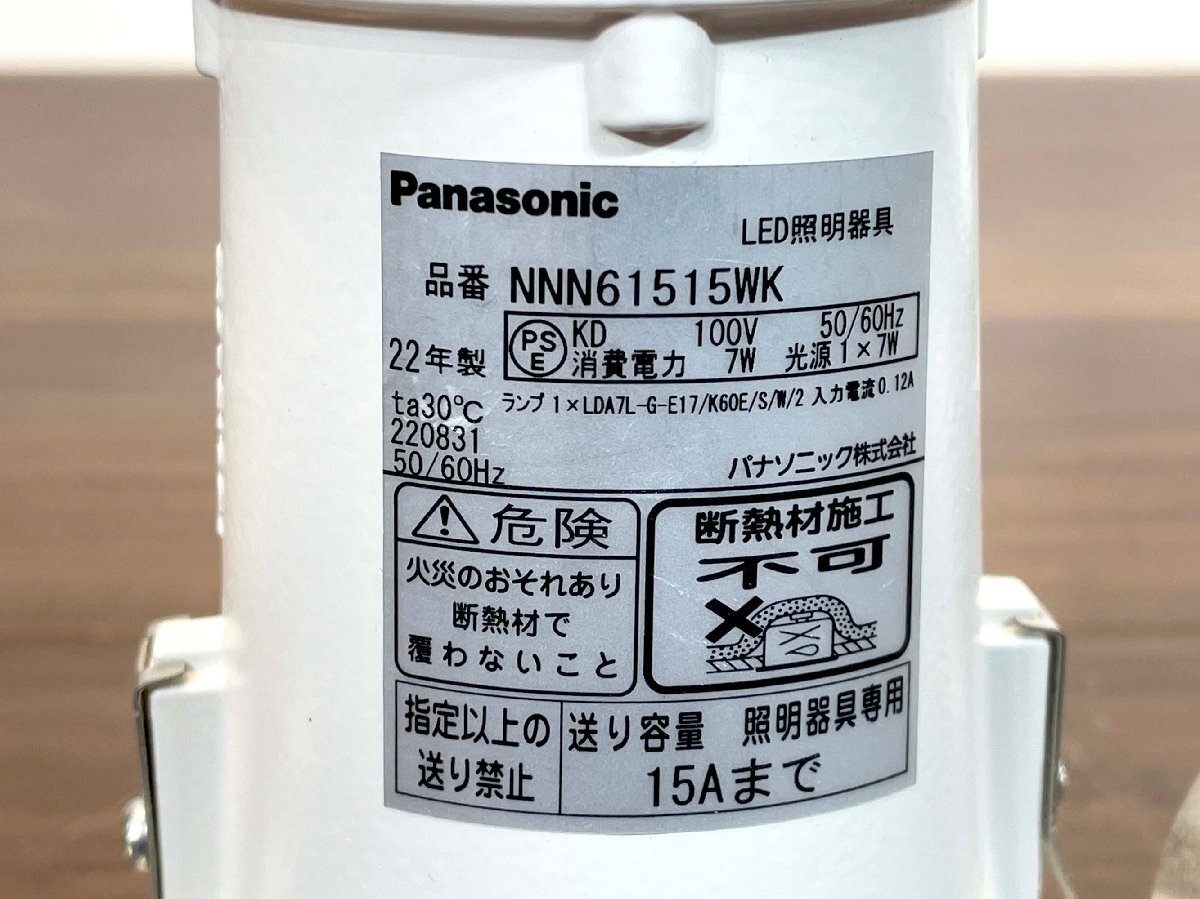 Panasonic
LED照明器具
品番 NNN61515WK
PS E KD 100V 50/60Hz
消費電力 7W 光源1×7W
22年製
ランプ 1×LDA7L-G-E17/K60E/S/W/2 入力電流0.12A
ta30℃
220831
50/60Hz
パナソニック株式会社
危険
火災のおそれあり
断熱材で
覆わないこと
断熱材施工
不可
指定以上の
送り禁止
送り容量 照明器具専用
15Aまで